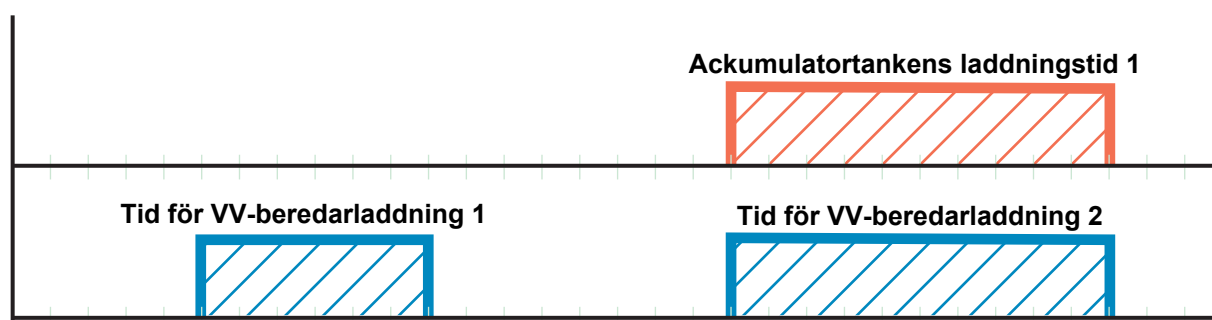 Ackumulatortankens laddningstid 1
Tid för VV-beredarladdning 1
Tid för VV-beredarladdning 2